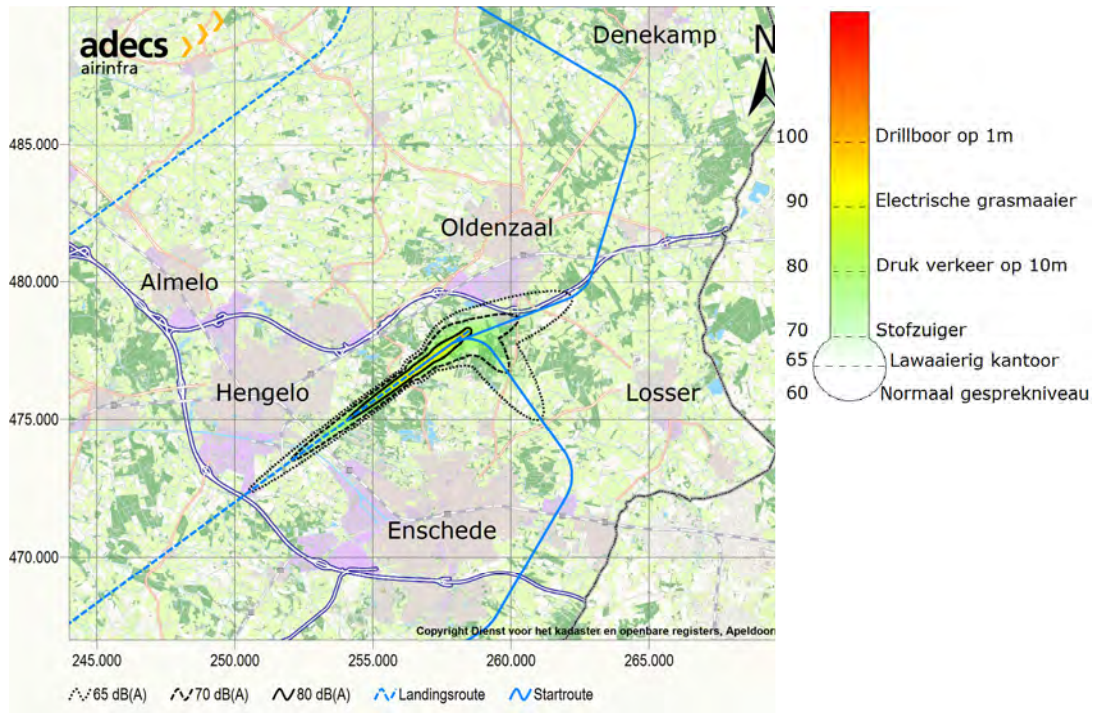 adecs
airinfra
Denekamp
N
485.000
Oldenzaal
480.000
Almelo
Hengelo
Losser
475.000
Enschede
470.000
Copyright Dienst voor het kadaster en openbare registers, Apeldoorn
245.000 250.000 255.000 260.000 265.000
65 dB(A) 70 dB(A) 80 dB(A) Landingsroute Startroute
100 Drillboor op 1m
90 Electrische grasmaaier
80 Druk verkeer op 10m
70 Stofzuiger
65 Lawaaierig kantoor
60 Normaal gesprekniveau